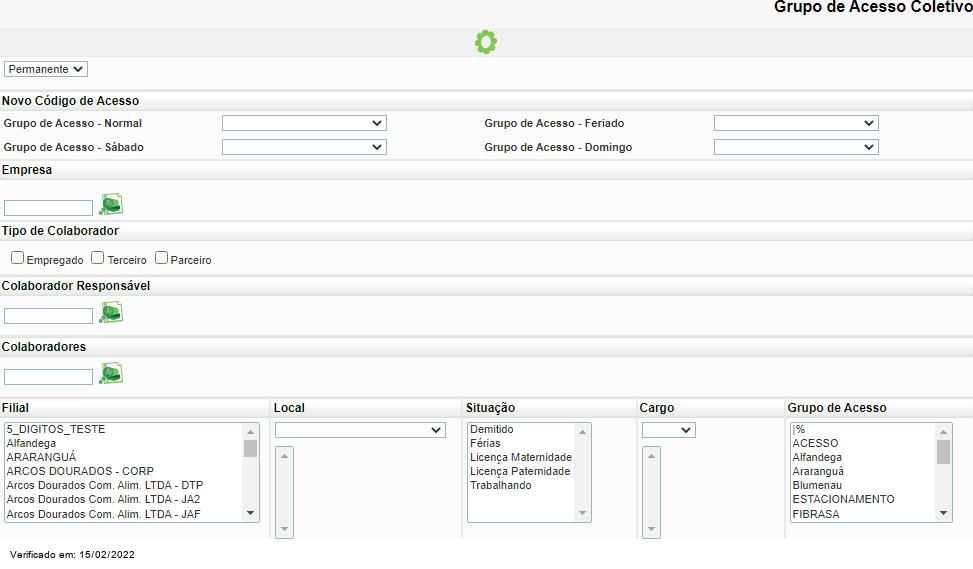 Grupo de Acesso Coletivo
Permanente
Novo Código de Acesso
Grupo de Acesso - Normal
Grupo de Acesso - Feriado
Grupo de Acesso - Sábado
Grupo de Acesso - Domingo
Empresa
Tipo de Colaborador
Empregado Terceiro Parceiro
Colaborador Responsável
Colaboradores
Filial
5_DIGITOS_TESTE
Alfandega
ARARANGUÁ
ARCOS DOURADOS - CORP
Arcos Dourados Com. Alim. LTDA - DTP
Arcos Dourados Com. Alim. LTDA - JA2
Arcos Dourados Com. Alim. LTDA - JAF
Local
Situação
Demitido
Férias
Licença Maternidade
Licença Paternidade
Trabalhando
Cargo
Grupo de Acesso
|%
ACESSO
Alfandega
Araranguá
Blumenau
ESTACIONAMENTO
FIBRASA
Verificado em: 15/02/2022